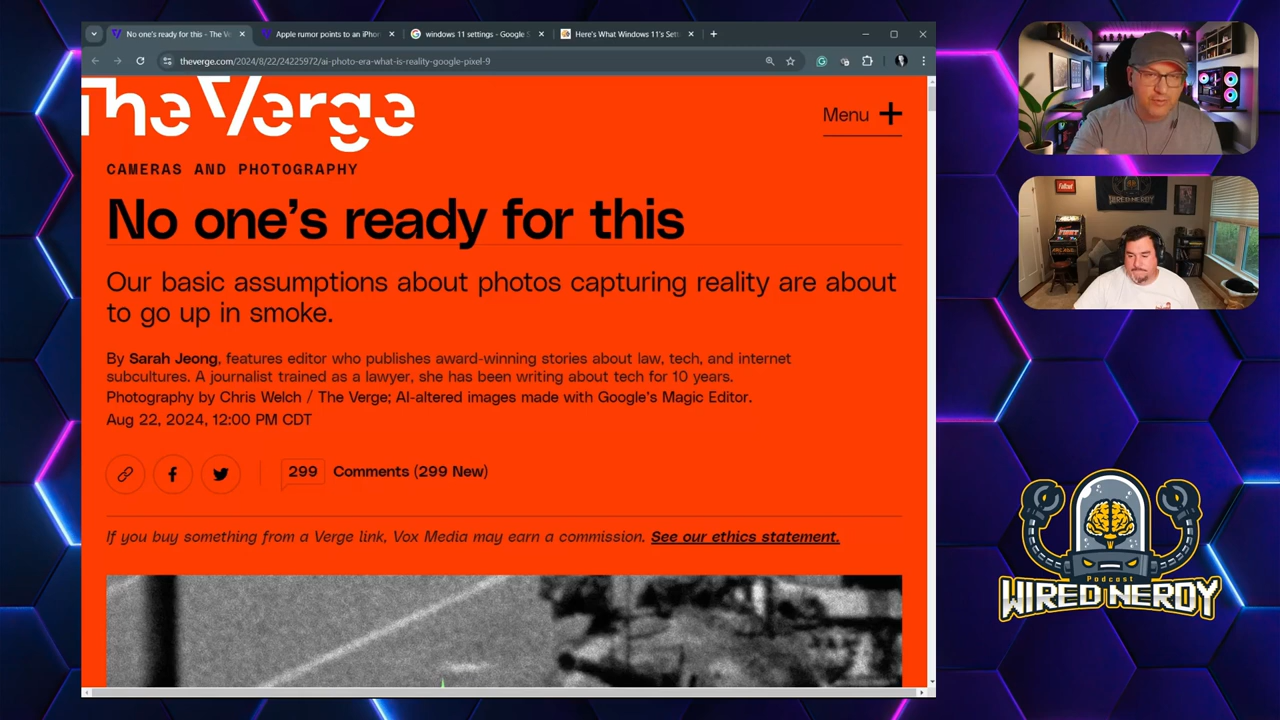 No one's ready for this - The Ve
Apple rumor points to an iPhon
windows 11 settings - Google S
Here's What Windows 11's Sett
theverge.com/2024/8/22/24225972/ai-photo-era-what-is-reality-google-pixel-9
The Verge
Menu
CAMERAS AND PHOTOGRAPHY
No one's ready for this
Our basic assumptions about photos capturing reality are about
to go up in smoke.
By Sarah Jeong, features editor who publishes award-winning stories about law, tech, and internet
subcultures. A journalist trained as a lawyer, she has been writing about tech for 10 years.
Photography by Chris Welch / The Verge; AI-altered images made with Google's Magic Editor.
Aug 22, 2024, 12:00 PM CDT
299 Comments (299 New)
If you buy something from a Verge link, Vox Media may earn a commission. See our ethics statement.
Fallout
WIRED NERDY
Podcast
WIRED NERDY